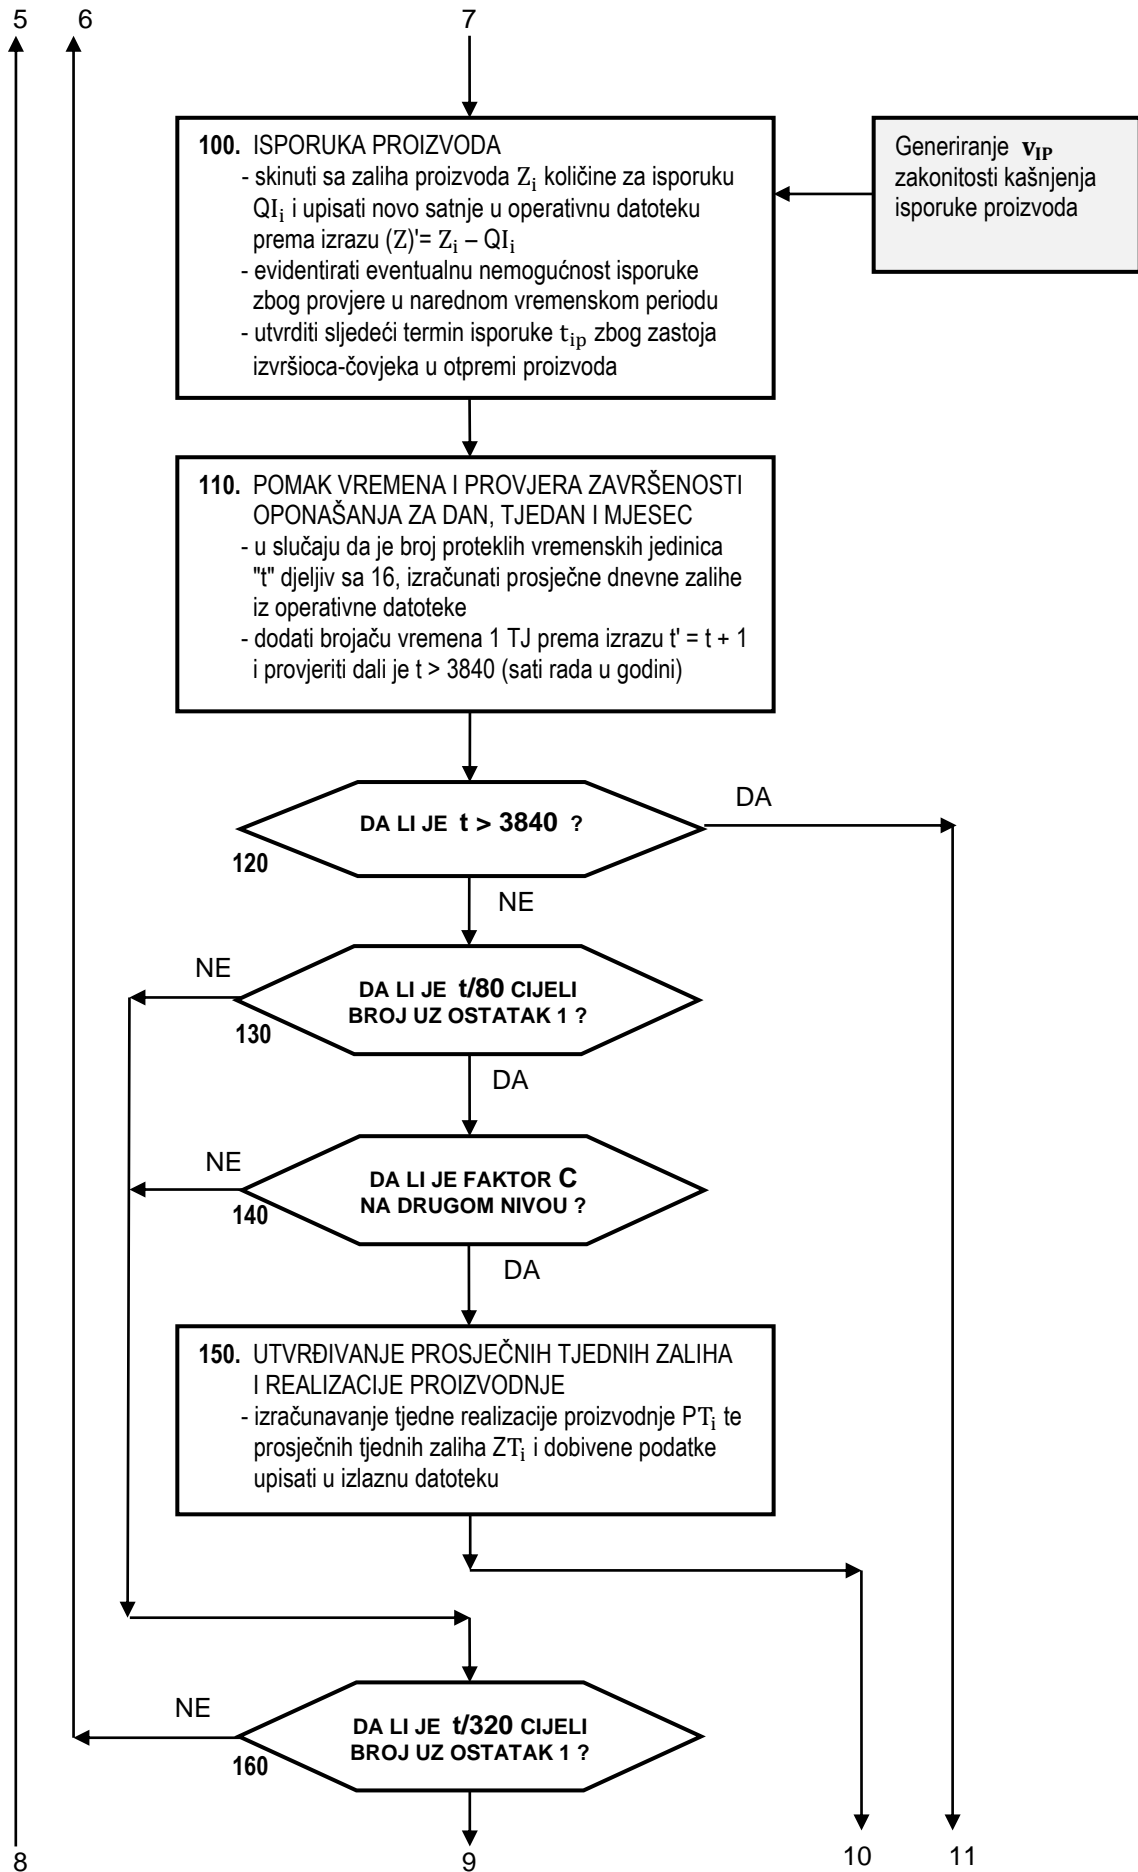 5 6 7
100. ISPORUKA PROIZVODA
- skinuti sa zaliha proizvoda Zᵢ količine za isporuku
QIᵢ i upisati novo satnje u operativnu datoteku
prema izrazu (Z)'= Zᵢ – QIᵢ
- evidentirati eventualnu nemogućnost isporuke
zbog provjere u narednom vremenskom periodu
- utvrditi sljedeći termin isporuke t_ip zbog zastoja
izvršioca-čovjeka u otpremi proizvoda
Generiranje v_IP
zakonitosti kašnjenja
isporuke proizvoda
110. POMAK VREMENA I PROVJERA ZAVRŠENOSTI
OPONAŠANJA ZA DAN, TJEDAN I MJESEC
- u slučaju da je broj proteklih vremenskih jedinica
"t" djeljiv sa 16, izračunati prosječne dnevne zalihe
iz operativne datoteke
- dodati brojaču vremena 1 TJ prema izrazu t' = t + 1
i provjeriti dali je t > 3840 (sati rada u godini)
DA LI JE t > 3840 ?
DA
120
NE
NE
DA LI JE t/80 CIJELI
BROJ UZ OSTATAK 1 ?
130
DA
NE
DA LI JE FAKTOR C
NA DRUGOM NIVOU ?
140
DA
150. UTVRĐIVANJE PROSJEČNIH TJEDNIH ZALIHA
I REALIZACIJE PROIZVODNJE
- izračunavanje tjedne realizacije proizvodnje PTᵢ te
prosječnih tjednih zaliha ZTᵢ i dobivene podatke
upisati u izlaznu datoteku
NE
DA LI JE t/320 CIJELI
BROJ UZ OSTATAK 1 ?
160
8 9 10 11